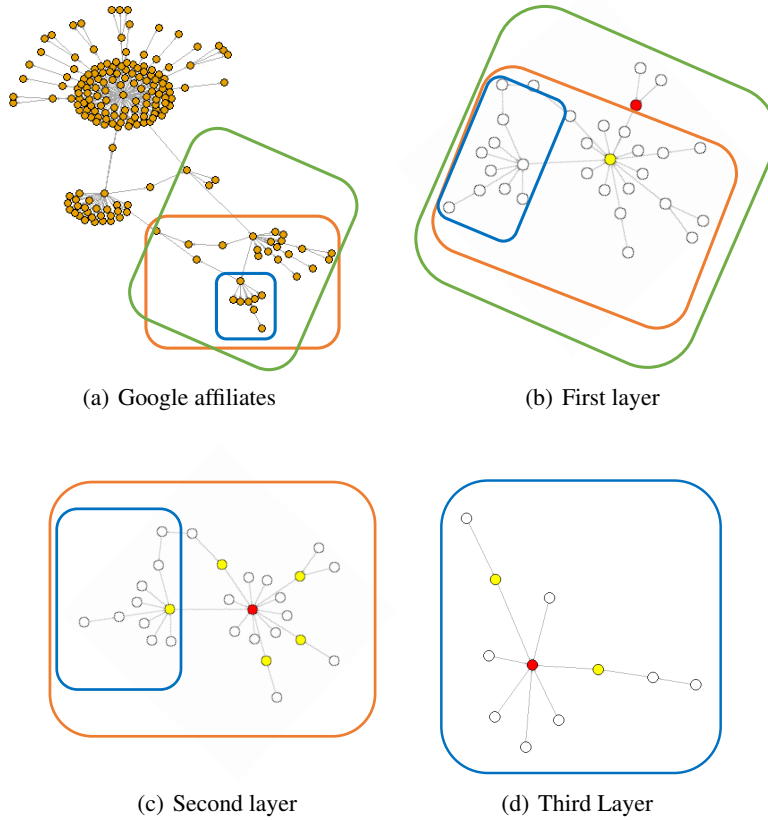 (a) Google affiliates
(b) First layer
(c) Second layer
(d) Third Layer